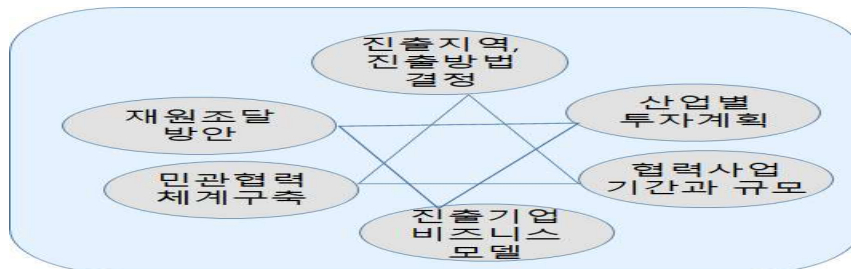 진출지역,
진출방법
결정
재원조달
방안
산업별
투자계획
민관협력
체계구축
협력사업
기간과 규모
진출기업
비즈니스
모델